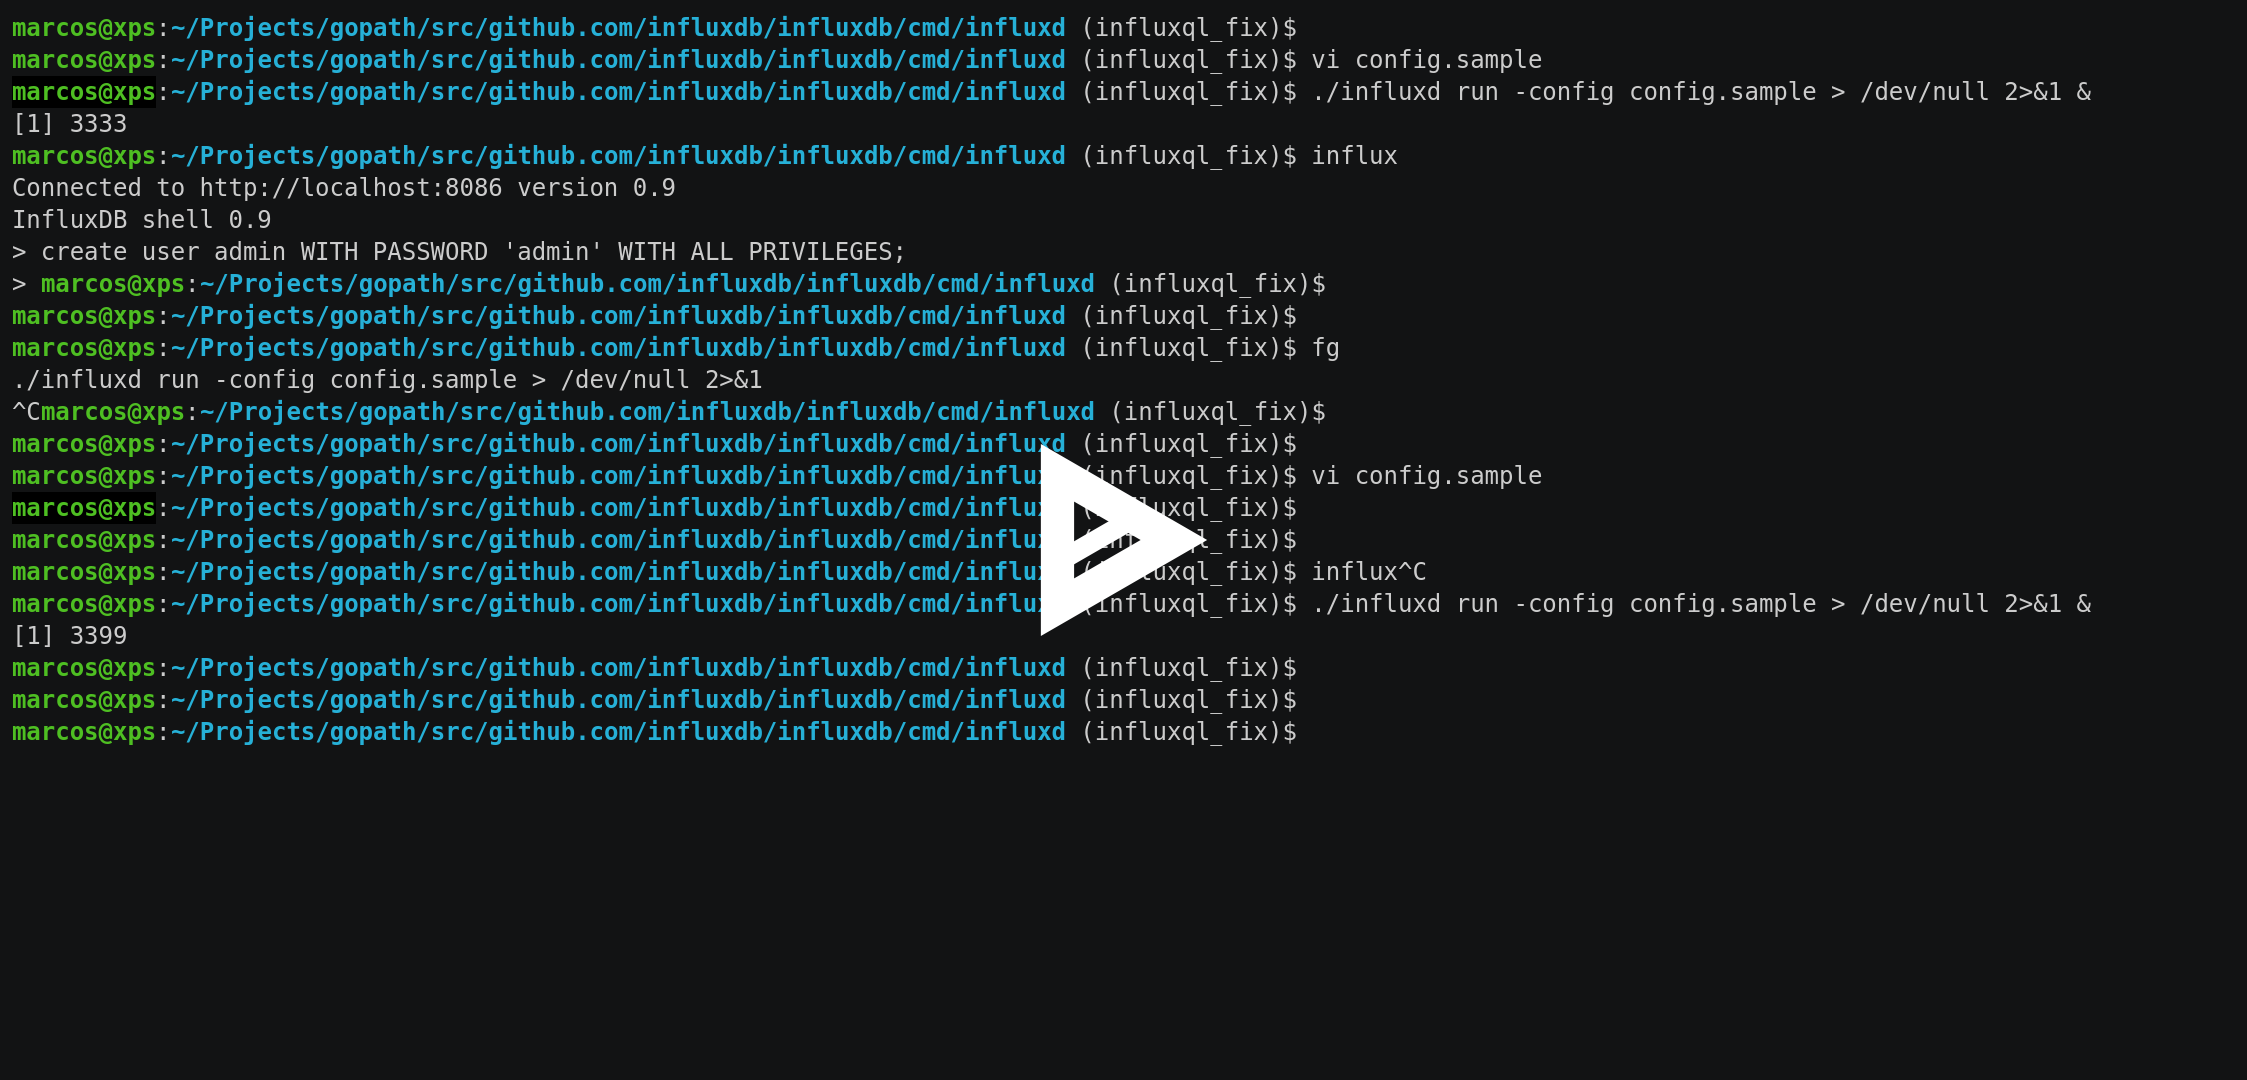 marcos@xps:~/Projects/gopath/src/github.com/influxdb/influxdb/cmd/influxd (influxql_fix)$
marcos@xps:~/Projects/gopath/src/github.com/influxdb/influxdb/cmd/influxd (influxql_fix)$ vi config.sample
marcos@xps:~/Projects/gopath/src/github.com/influxdb/influxdb/cmd/influxd (influxql_fix)$ ./influxd run -config config.sample > /dev/null 2>&1 &
[1] 3333
marcos@xps:~/Projects/gopath/src/github.com/influxdb/influxdb/cmd/influxd (influxql_fix)$ influx
Connected to http://localhost:8086 version 0.9
InfluxDB shell 0.9
> create user admin WITH PASSWORD 'admin' WITH ALL PRIVILEGES;
> marcos@xps:~/Projects/gopath/src/github.com/influxdb/influxdb/cmd/influxd (influxql_fix)$
marcos@xps:~/Projects/gopath/src/github.com/influxdb/influxdb/cmd/influxd (influxql_fix)$
marcos@xps:~/Projects/gopath/src/github.com/influxdb/influxdb/cmd/influxd (influxql_fix)$ fg
./influxd run -config config.sample > /dev/null 2>&1
^Cmarcos@xps:~/Projects/gopath/src/github.com/influxdb/influxdb/cmd/influxd (influxql_fix)$
marcos@xps:~/Projects/gopath/src/github.com/influxdb/influxdb/cmd/influxd (influxql_fix)$
marcos@xps:~/Projects/gopath/src/github.com/influxdb/influxdb/cmd/influxd (influxql_fix)$ vi config.sample
marcos@xps:~/Projects/gopath/src/github.com/influxdb/influxdb/cmd/influxd (influxql_fix)$
marcos@xps:~/Projects/gopath/src/github.com/influxdb/influxdb/cmd/influxd (influxql_fix)$
marcos@xps:~/Projects/gopath/src/github.com/influxdb/influxdb/cmd/influxd (influxql_fix)$ influx^C
marcos@xps:~/Projects/gopath/src/github.com/influxdb/influxdb/cmd/influxd (influxql_fix)$ ./influxd run -config config.sample > /dev/null 2>&1 &
[1] 3399
marcos@xps:~/Projects/gopath/src/github.com/influxdb/influxdb/cmd/influxd (influxql_fix)$
marcos@xps:~/Projects/gopath/src/github.com/influxdb/influxdb/cmd/influxd (influxql_fix)$
marcos@xps:~/Projects/gopath/src/github.com/influxdb/influxdb/cmd/influxd (influxql_fix)$